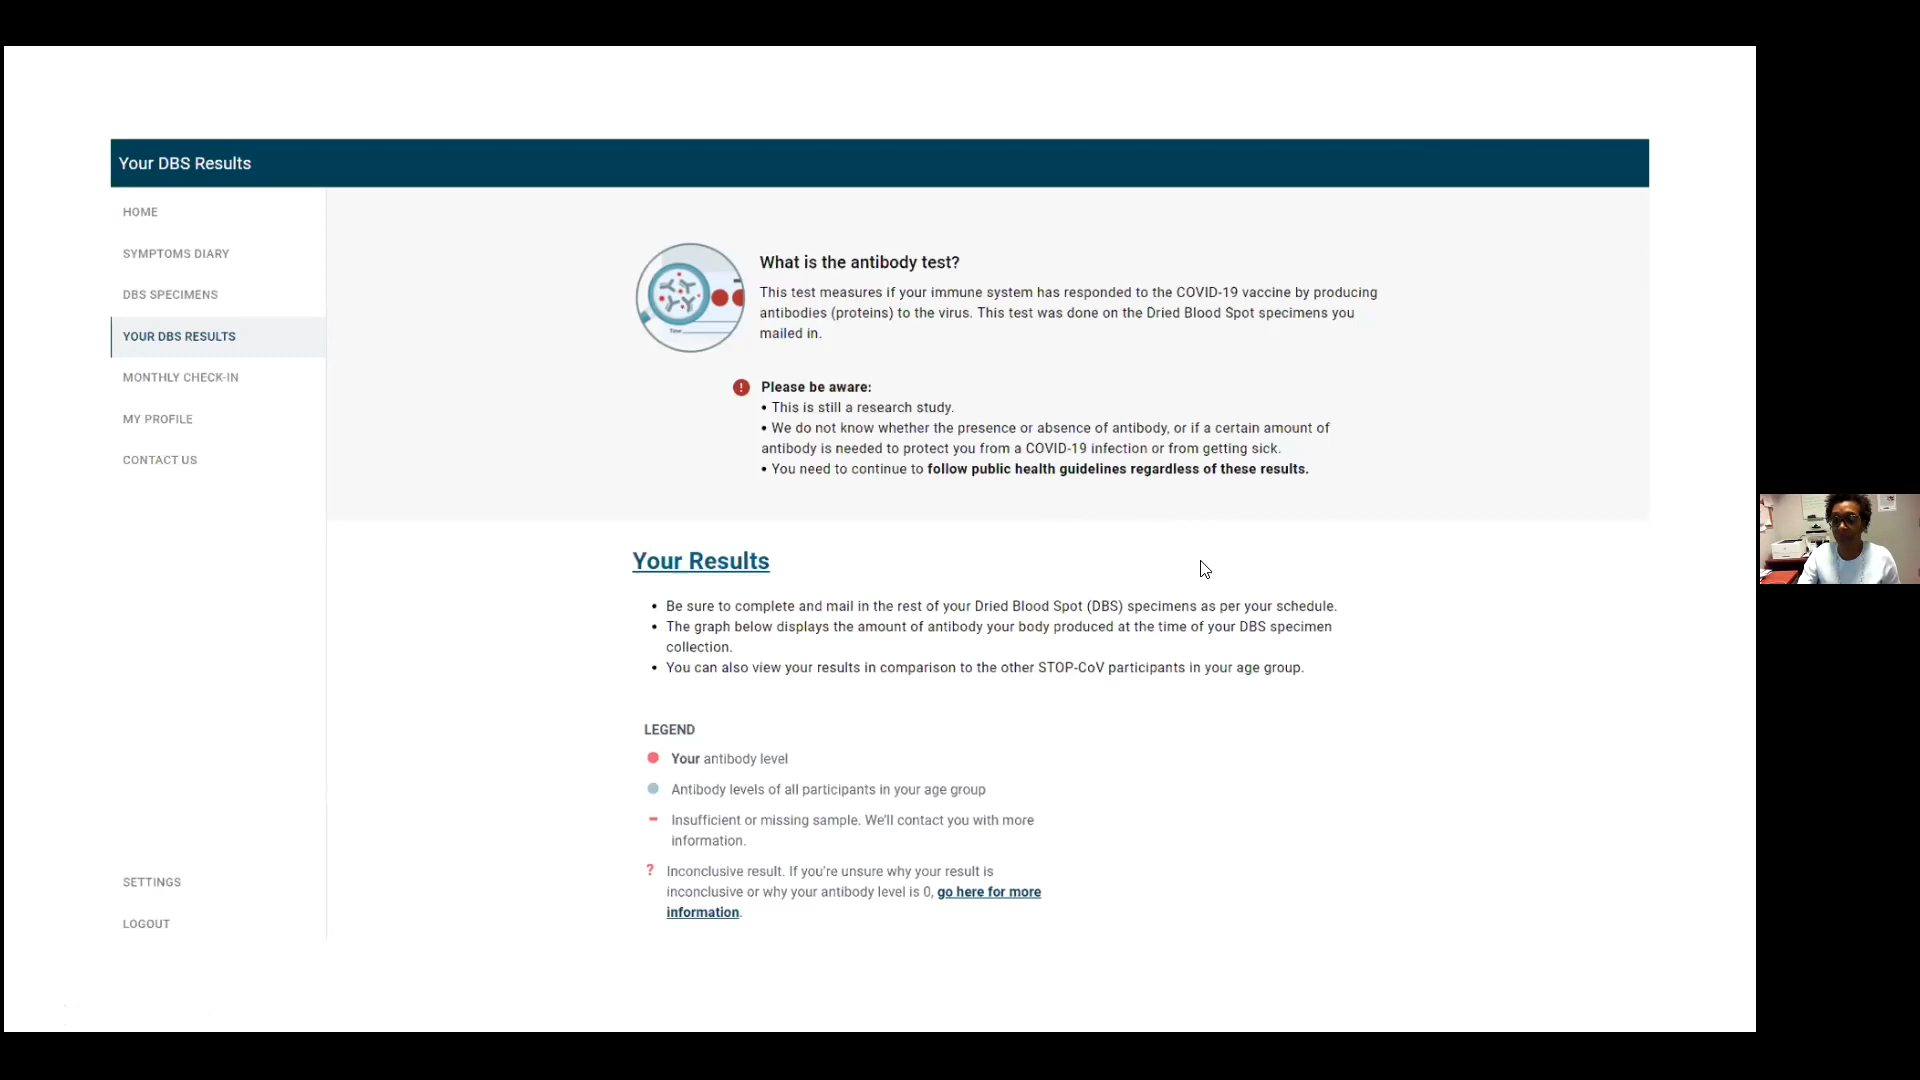 Your DBS Results
HOME
SYMPTOMS DIARY
DBS SPECIMENS
YOUR DBS RESULTS
MONTHLY CHECK-IN
MY PROFILE
CONTACT US
SETTINGS
LOGOUT
What is the antibody test?
This test measures if your immune system has responded to the COVID-19 vaccine by producing
antibodies (proteins) to the virus. This test was done on the Dried Blood Spot specimens you
mailed in.
Please be aware:
• This is still a research study.
• We do not know whether the presence or absence of antibody, or if a certain amount of
antibody is needed to protect you from a COVID-19 infection or from getting sick.
• You need to continue to follow public health guidelines regardless of these results.
Your Results
• Be sure to complete and mail in the rest of your Dried Blood Spot (DBS) specimens as per your schedule.
• The graph below displays the amount of antibody your body produced at the time of your DBS specimen
collection.
• You can also view your results in comparison to the other STOP-CoV participants in your age group.
LEGEND
Your antibody level
Antibody levels of all participants in your age group
- Insufficient or missing sample. We'll contact you with more
information.
? Inconclusive result. If you're unsure why your result is
inconclusive or why your antibody level is 0, go here for more
information.